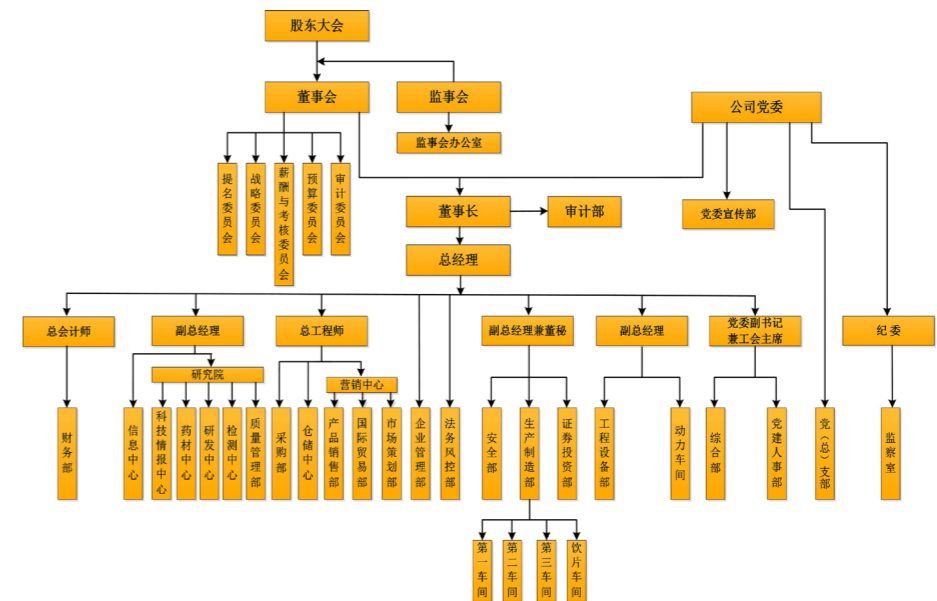 股东大会
董事会
监事会
公司党委
监事会办公室
提名委员会
战略委员会
薪酬与考核委员会
预算委员会
审计委员会
董事长
审计部
党委宣传部
总经理
总会计师
副总经理
总工程师
副总经理兼董秘
副总经理
党委副书记
兼工会主席
纪委
研究院
营销中心
财务部
信息中心
科技情报中心
药材中心
研发中心
检测中心
质量管理部
采购部
仓储中心
产品销售部
国际贸易部
市场策划部
企业管理部
法务风控部
安全部
生产制造部
证券投资部
工程设备部
动力车间
综合部
党建人事部
党（总）支部
监察室
第一车间
第二车间
第三车间
饮片车间